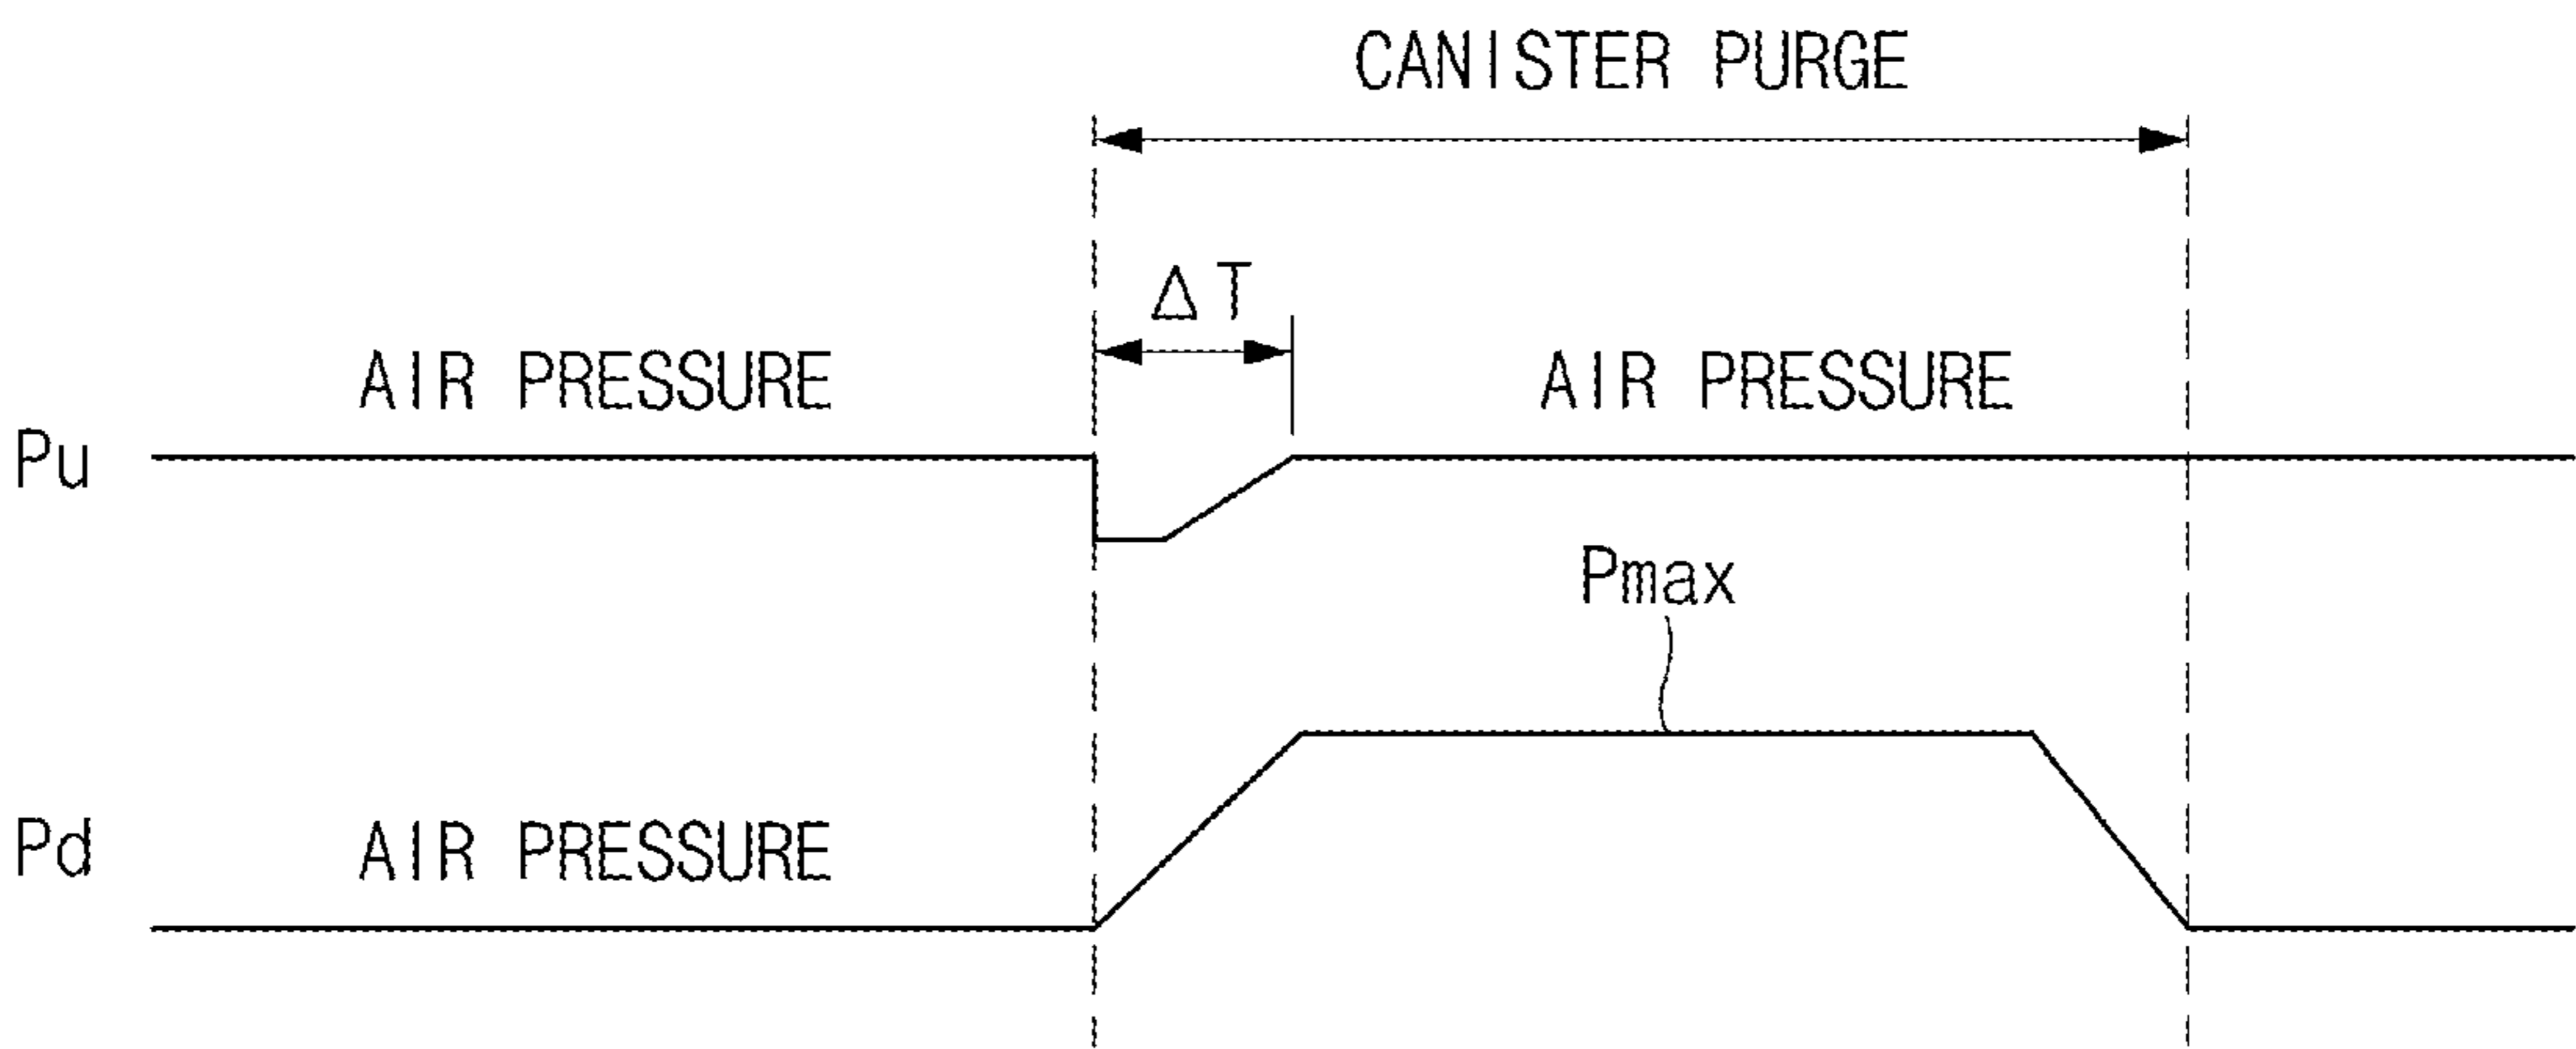 CANISTER PURGE
ΔT
AIR PRESSURE AIR PRESSURE
Pu
Pmax
Pd
AIR PRESSURE